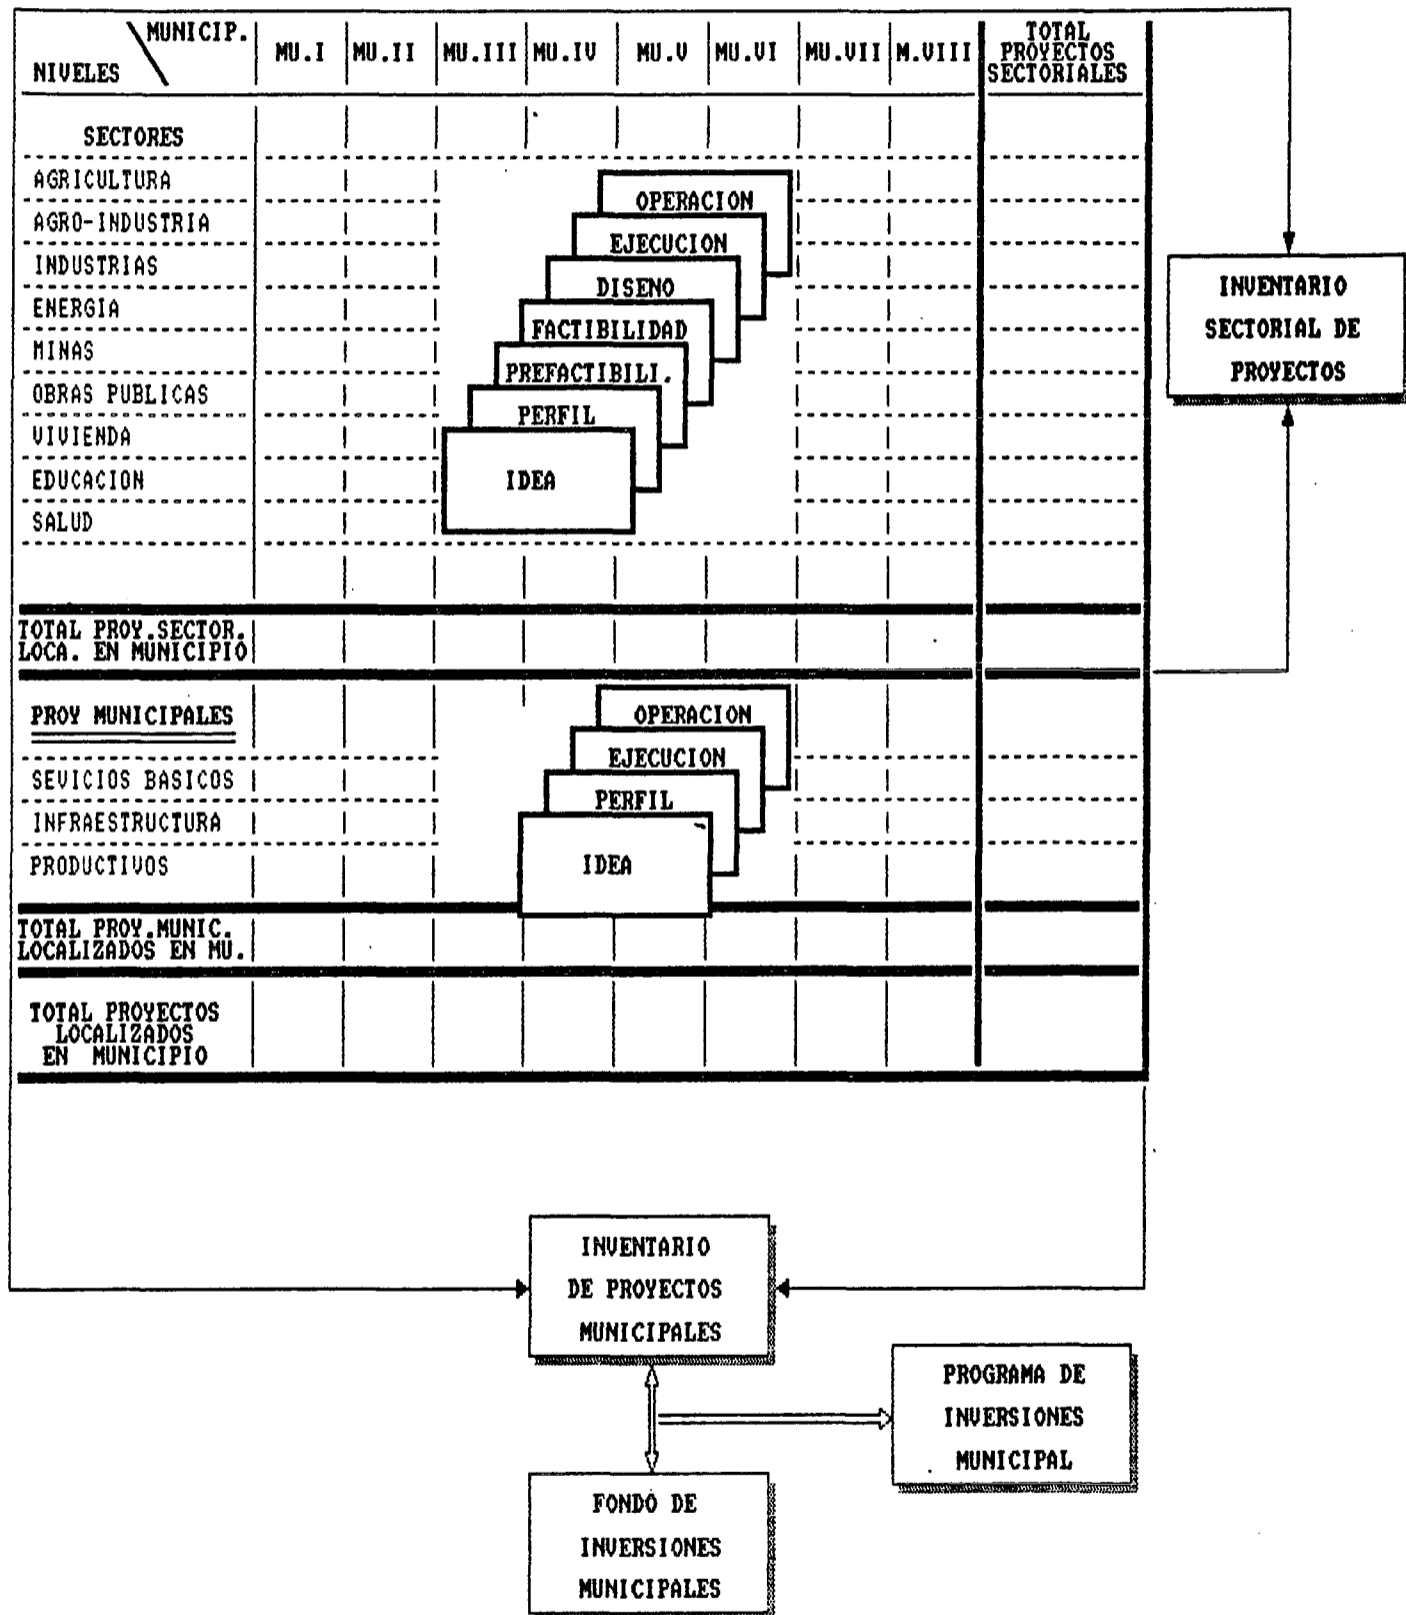 MUNICIP.
NIVELES
MU.I MU.II MU.III MU.IV MU.V MU.VI MU.VII M.VIII
TOTAL
PROYECTOS
SECTORIALES
SECTORES
AGRICULTURA
AGRO-INDUSTRIA
INDUSTRIAS
ENERGIA
MINAS
OBRAS PUBLICAS
VIVIENDA
EDUCACION
SALUD
OPERACION
EJECUCION
DISENO
FACTIBILIDAD
PREFACTIBILI.
PERFIL
IDEA
INVENTARIO
SECTORIAL DE
PROYECTOS
TOTAL PROY.SECTOR.
LOCA. EN MUNICIPIO
PROY MUNICIPALES
SEVICIOS BASICOS
INFRAESTRUCTURA
PRODUCTIVOS
OPERACION
EJECUCION
PERFIL
IDEA
TOTAL PROY.MUNIC.
LOCALIZADOS EN MU.
TOTAL PROYECTOS
LOCALIZADOS
EN MUNICIPIO
INVENTARIO
DE PROYECTOS
MUNICIPALES
PROGRAMA DE
INVERSIONES
MUNICIPAL
FONDO DE
INVERSIONES
MUNICIPALES